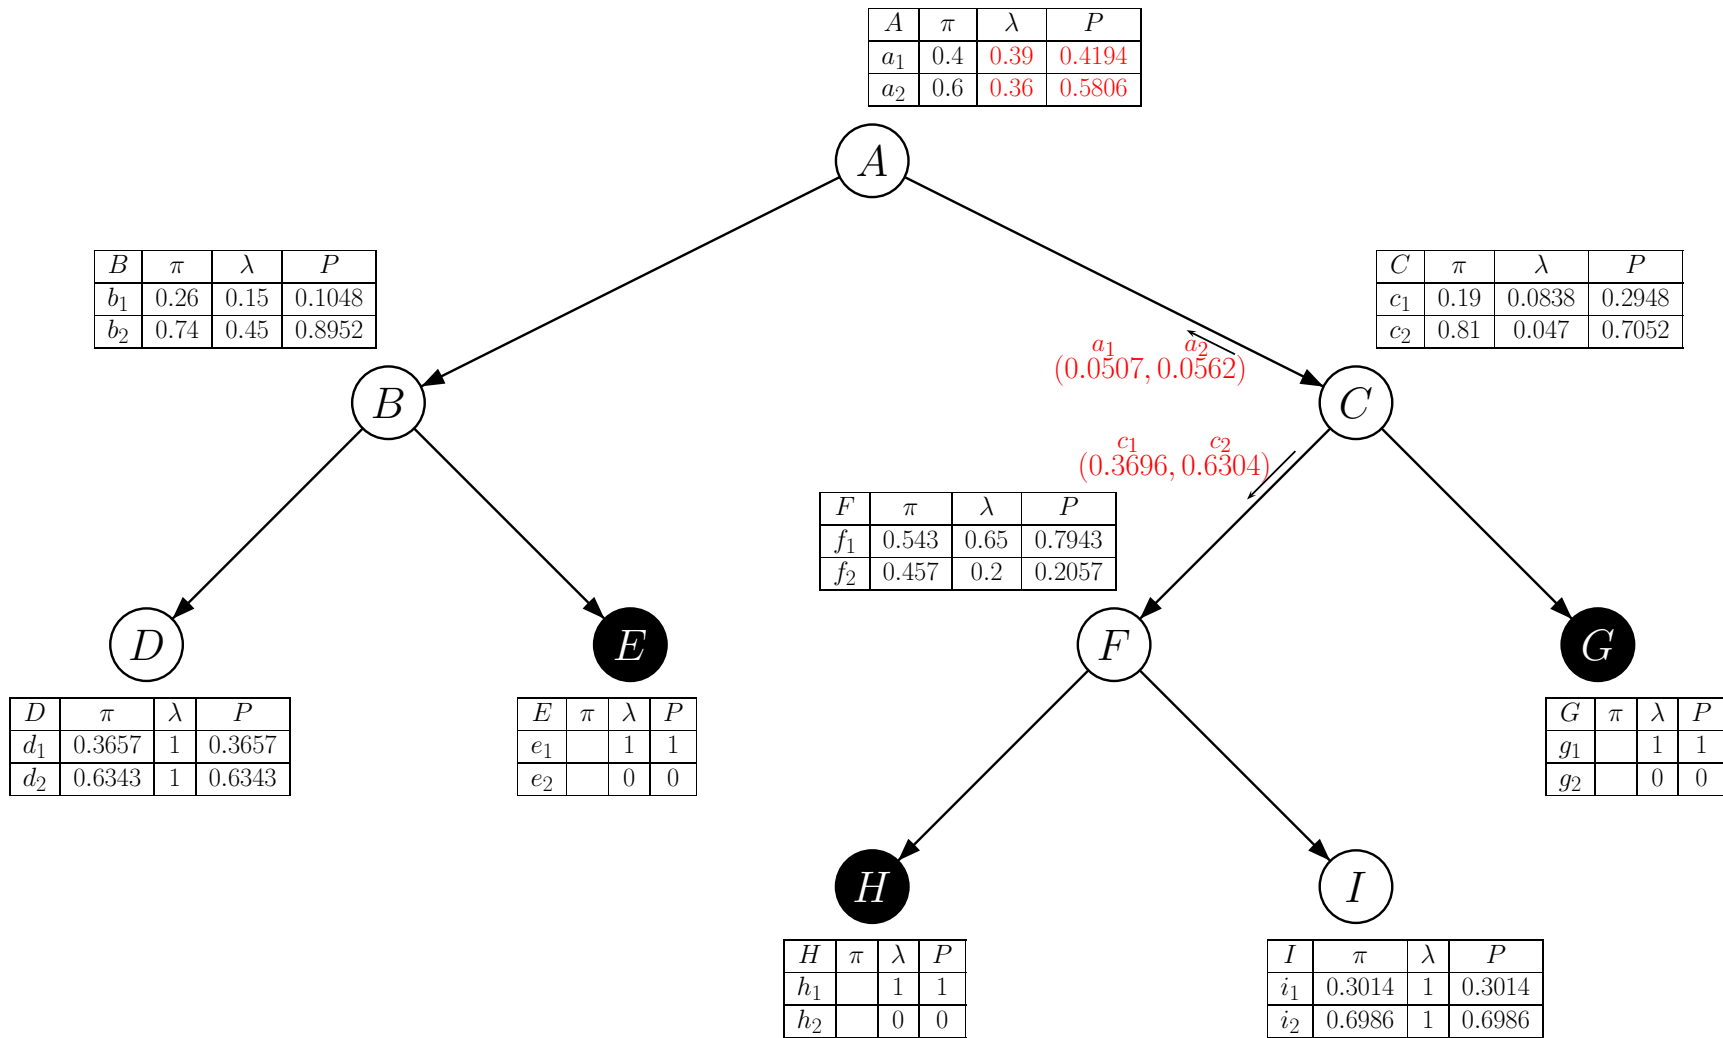 A π λ P
a1 0.4 0.39 0.4194
a2 0.6 0.36 0.5806
A
B π λ P
b1 0.26 0.15 0.1048
b2 0.74 0.45 0.8952
C π λ P
c1 0.19 0.0838 0.2948
c2 0.81 0.047 0.7052
a1 a2
(0.0507, 0.0562)
B
C
c1 c2
(0.3696, 0.6304)
F π λ P
f1 0.543 0.65 0.7943
f2 0.457 0.2 0.2057
D
E
F
G
D π λ P
d1 0.3657 1 0.3657
d2 0.6343 1 0.6343
E π λ P
e1 1 1
e2 0 0
G π λ P
g1 1 1
g2 0 0
H
I
H π λ P
h1 1 1
h2 0 0
I π λ P
i1 0.3014 1 0.3014
i2 0.6986 1 0.6986